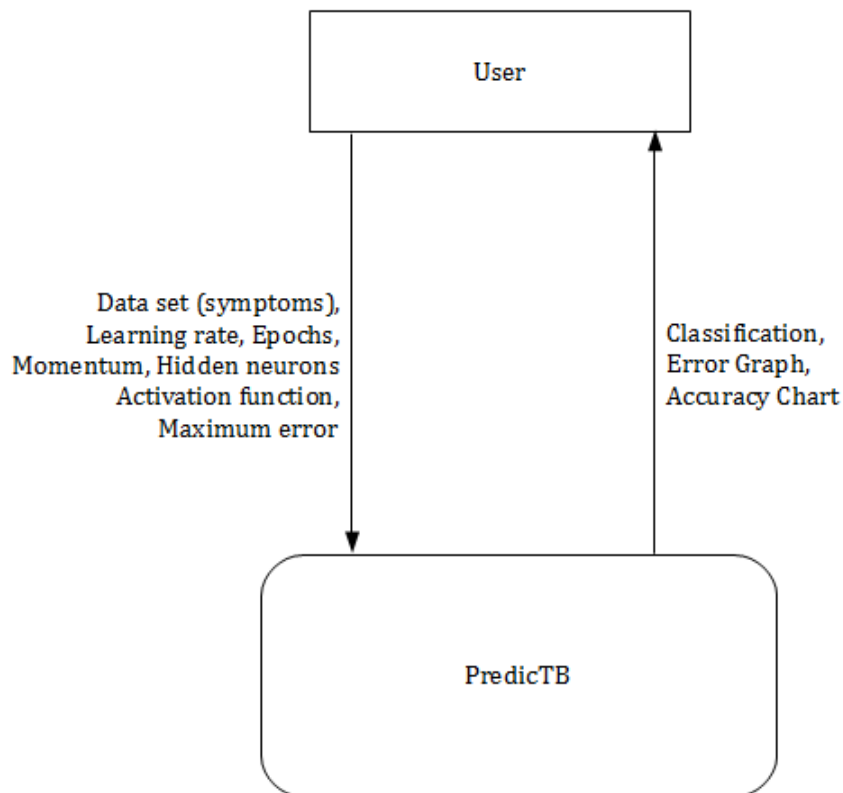 User
Data set (symptoms),
Learning rate, Epochs,
Momentum, Hidden neurons
Activation function,
Maximum error
Classification,
Error Graph,
Accuracy Chart
PredicTB